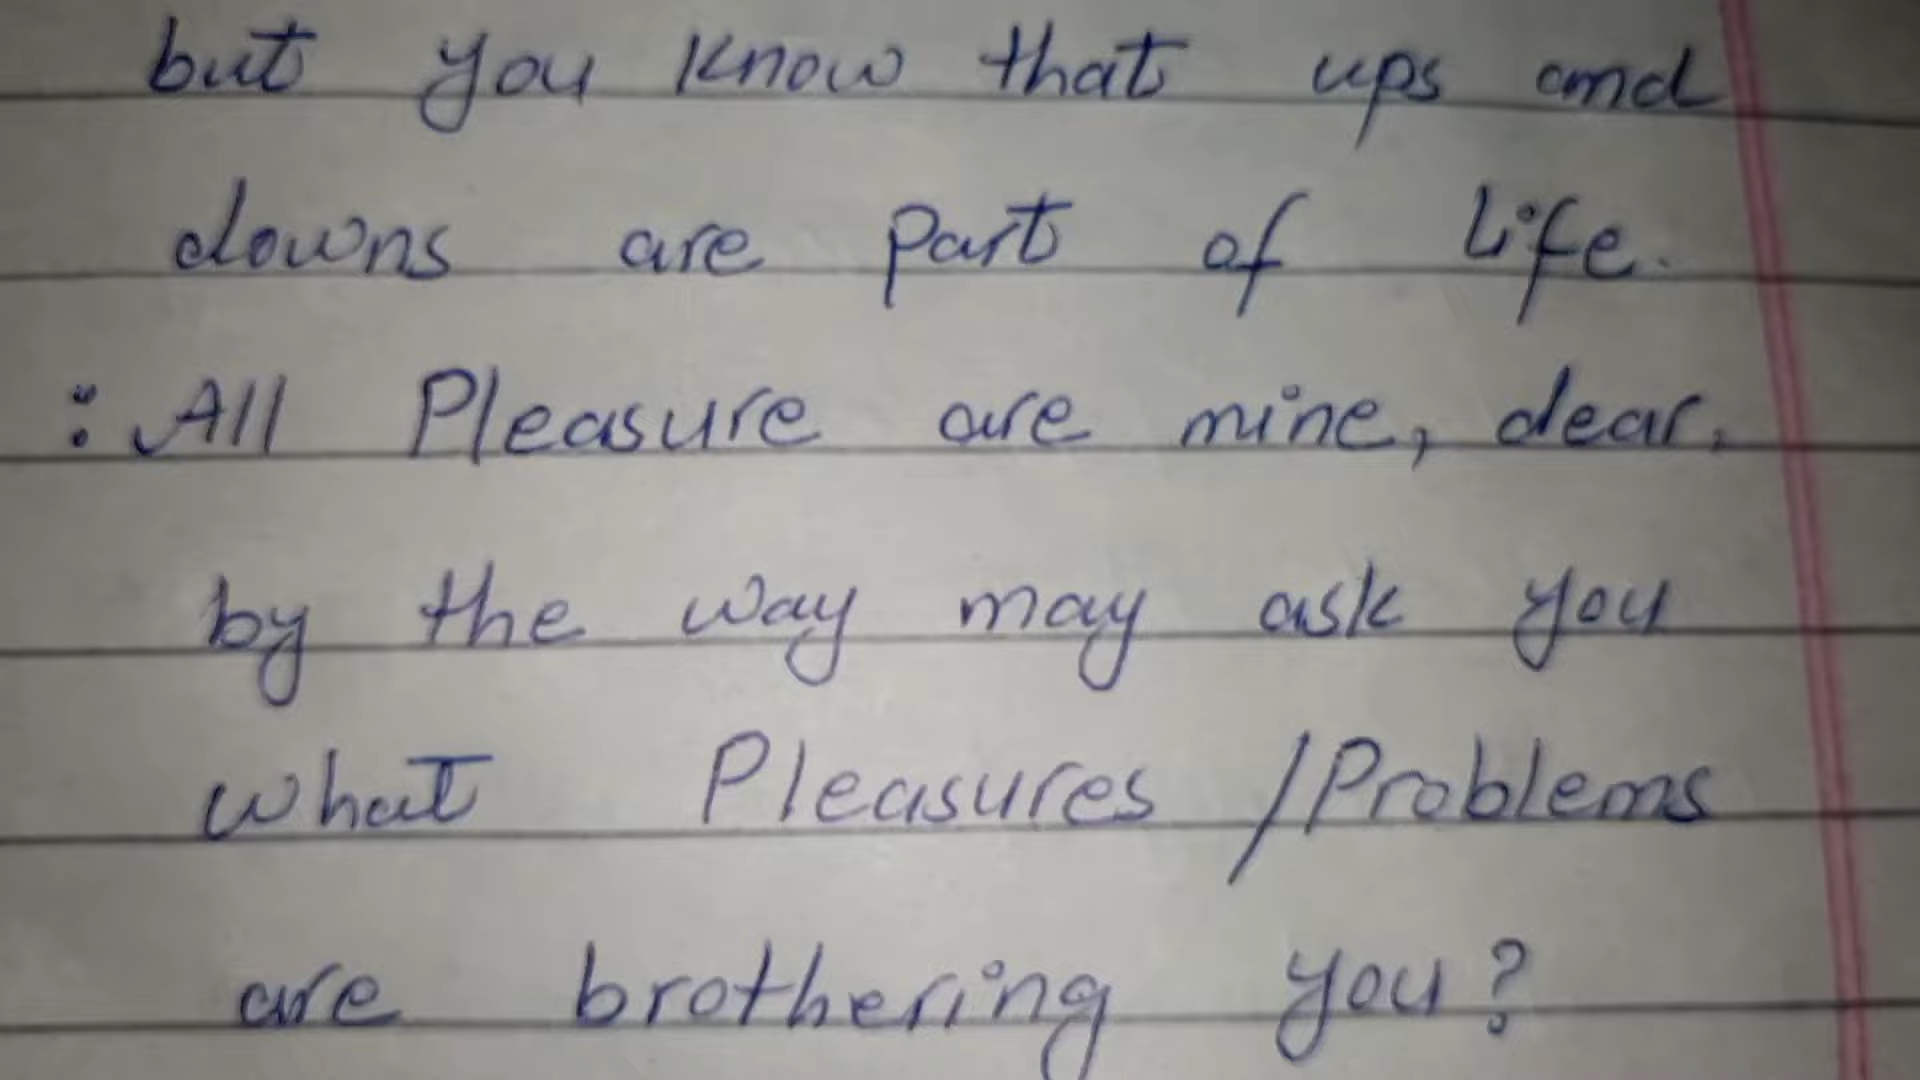 but you know that ups and
downs are part of life.
: All Pleasure are mine, dear,
by the way may ask you
what Pleasures / Problems
are brothering you?